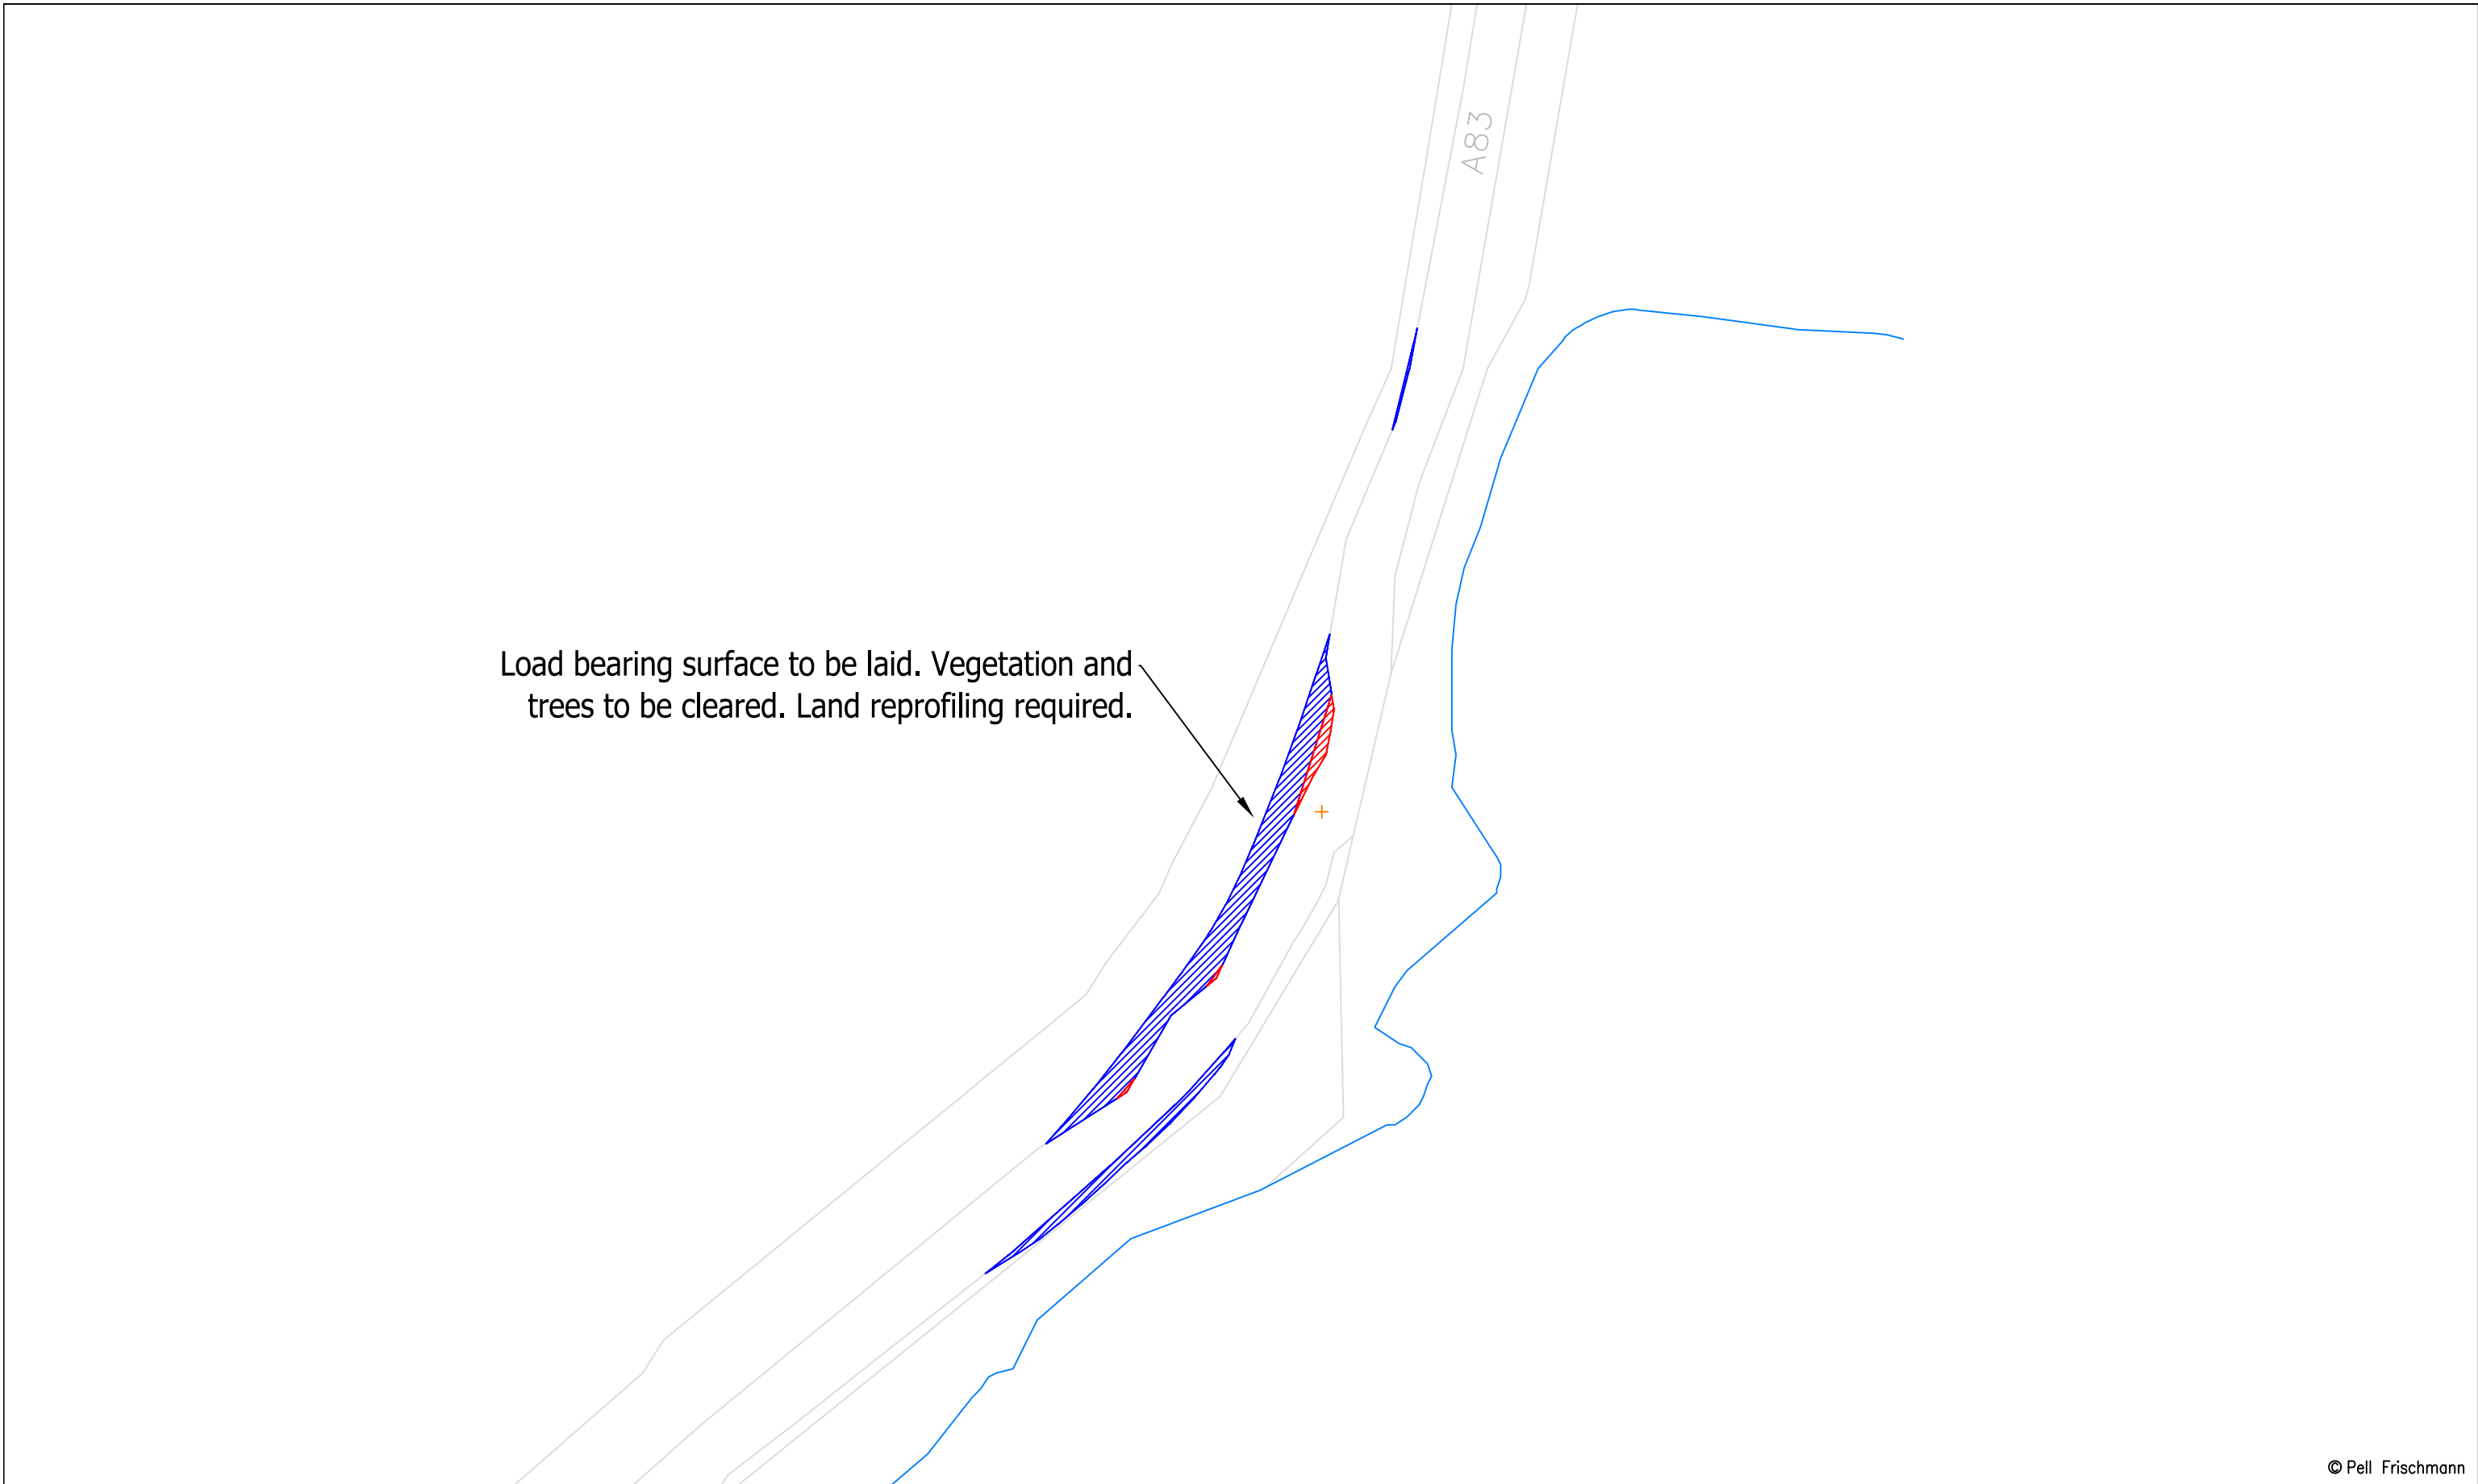 A83
Load bearing surface to be laid. Vegetation and
trees to be cleared. Land reprofiling required.
© Pell Frischmann